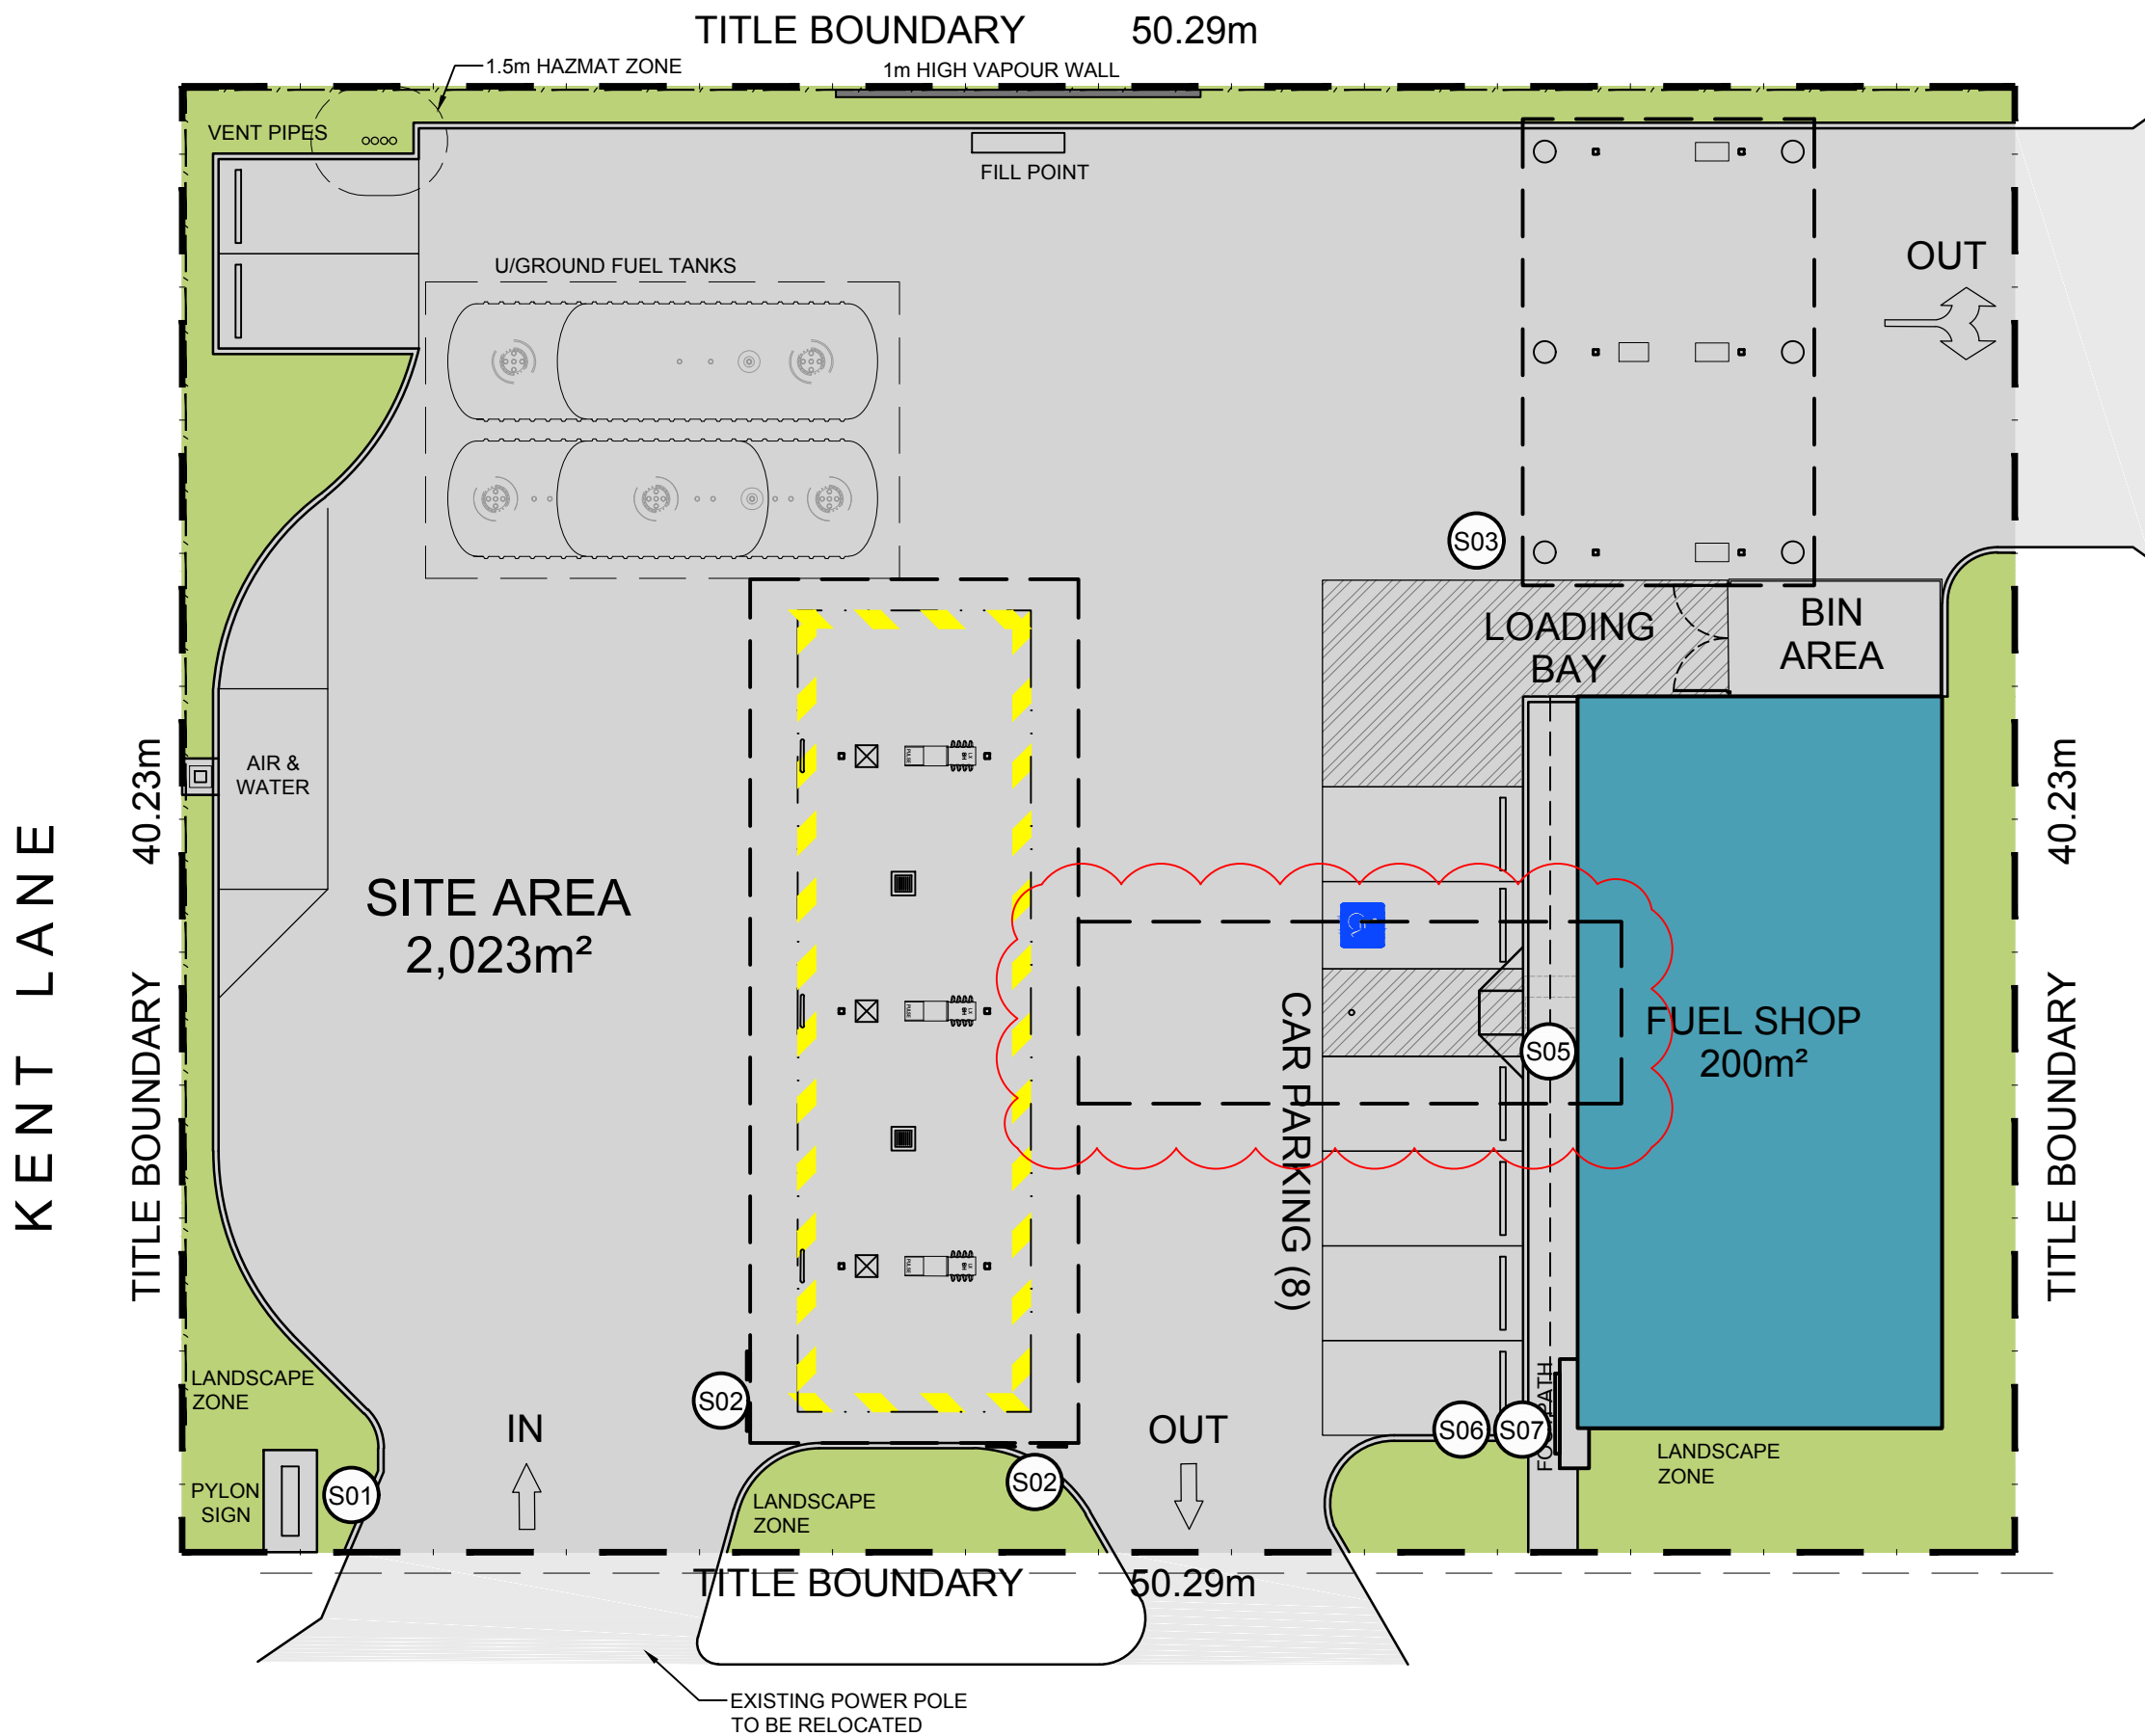 TITLE BOUNDARY 50.29m
1.5m HAZMAT ZONE
1m HIGH VAPOUR WALL
VENT PIPES
FILL POINT
U/GROUND FUEL TANKS
OUT
S03
LOADING
BAY
BIN
AREA
AIR &
WATER
KENT LANE
TITLE BOUNDARY 40.23m
SITE AREA
2,023m²
PULSE
PULSE
PULSE
CAR PARKING (8)
S05
FUEL SHOP
200m²
TITLE BOUNDARY 40.23m
LANDSCAPE
ZONE
PYLON
SIGN
S01
IN
S02
S02
LANDSCAPE
ZONE
OUT
S06
S07
FOOTPATH
LANDSCAPE
ZONE
TITLE BOUNDARY 50.29m
EXISTING POWER POLE
TO BE RELOCATED